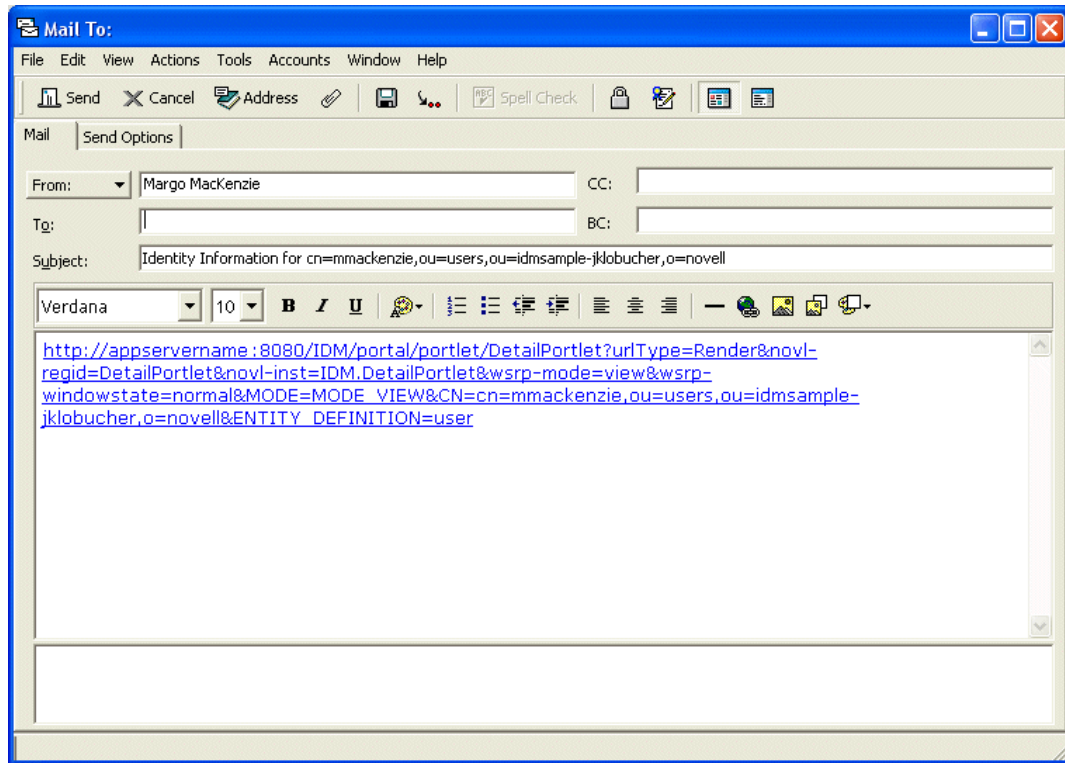 Mail To:
File Edit View Actions Tools Accounts Window Help
Send Cancel Address ABC Spell Check
Mail Send Options
From: Margo MacKenzie CC:
To: BC:
Subject: Identity Information for cn=mmackenzie,ou=users,ou=idmsample-jklobucher,o=novell
Verdana 10 B I U
http://appservername:8080/IDM/portal/portlet/DetailPortlet?urlType=Render&novl-
regid=DetailPortlet&novl-inst=IDM.DetailPortlet&wsrp-mode=view&wsrp-
windowstate=normal&MODE=MODE_VIEW&CN=cn=mmackenzie,ou=users,ou=idmsample-
jklobucher,o=novell&ENTITY_DEFINITION=user